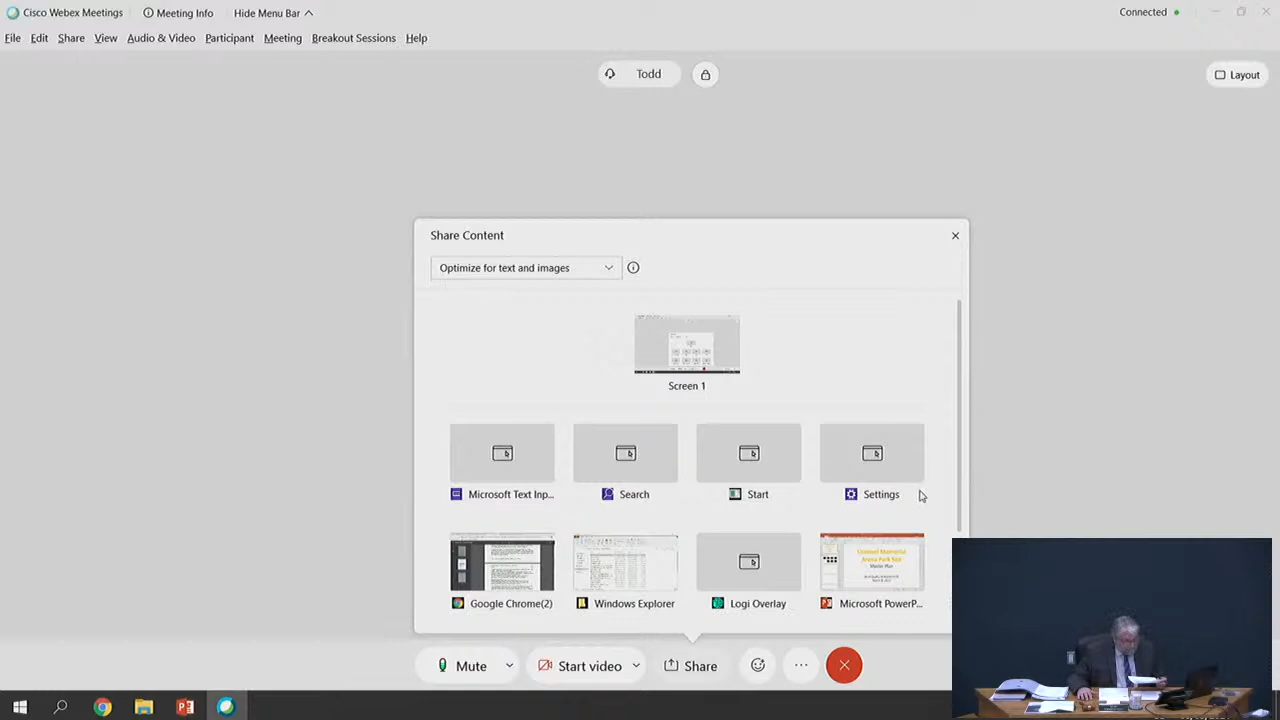 Cisco Webex Meetings Meeting Info Hide Menu Bar Connected
File Edit Share View Audio & Video Participant Meeting Breakout Sessions Help
Todd
Layout
Share Content
Optimize for text and images
Screen 1
Microsoft Text Inp... Search Start Settings
Google Chrome(2) Windows Explorer Logi Overlay Microsoft PowerP...
Mute Start video Share